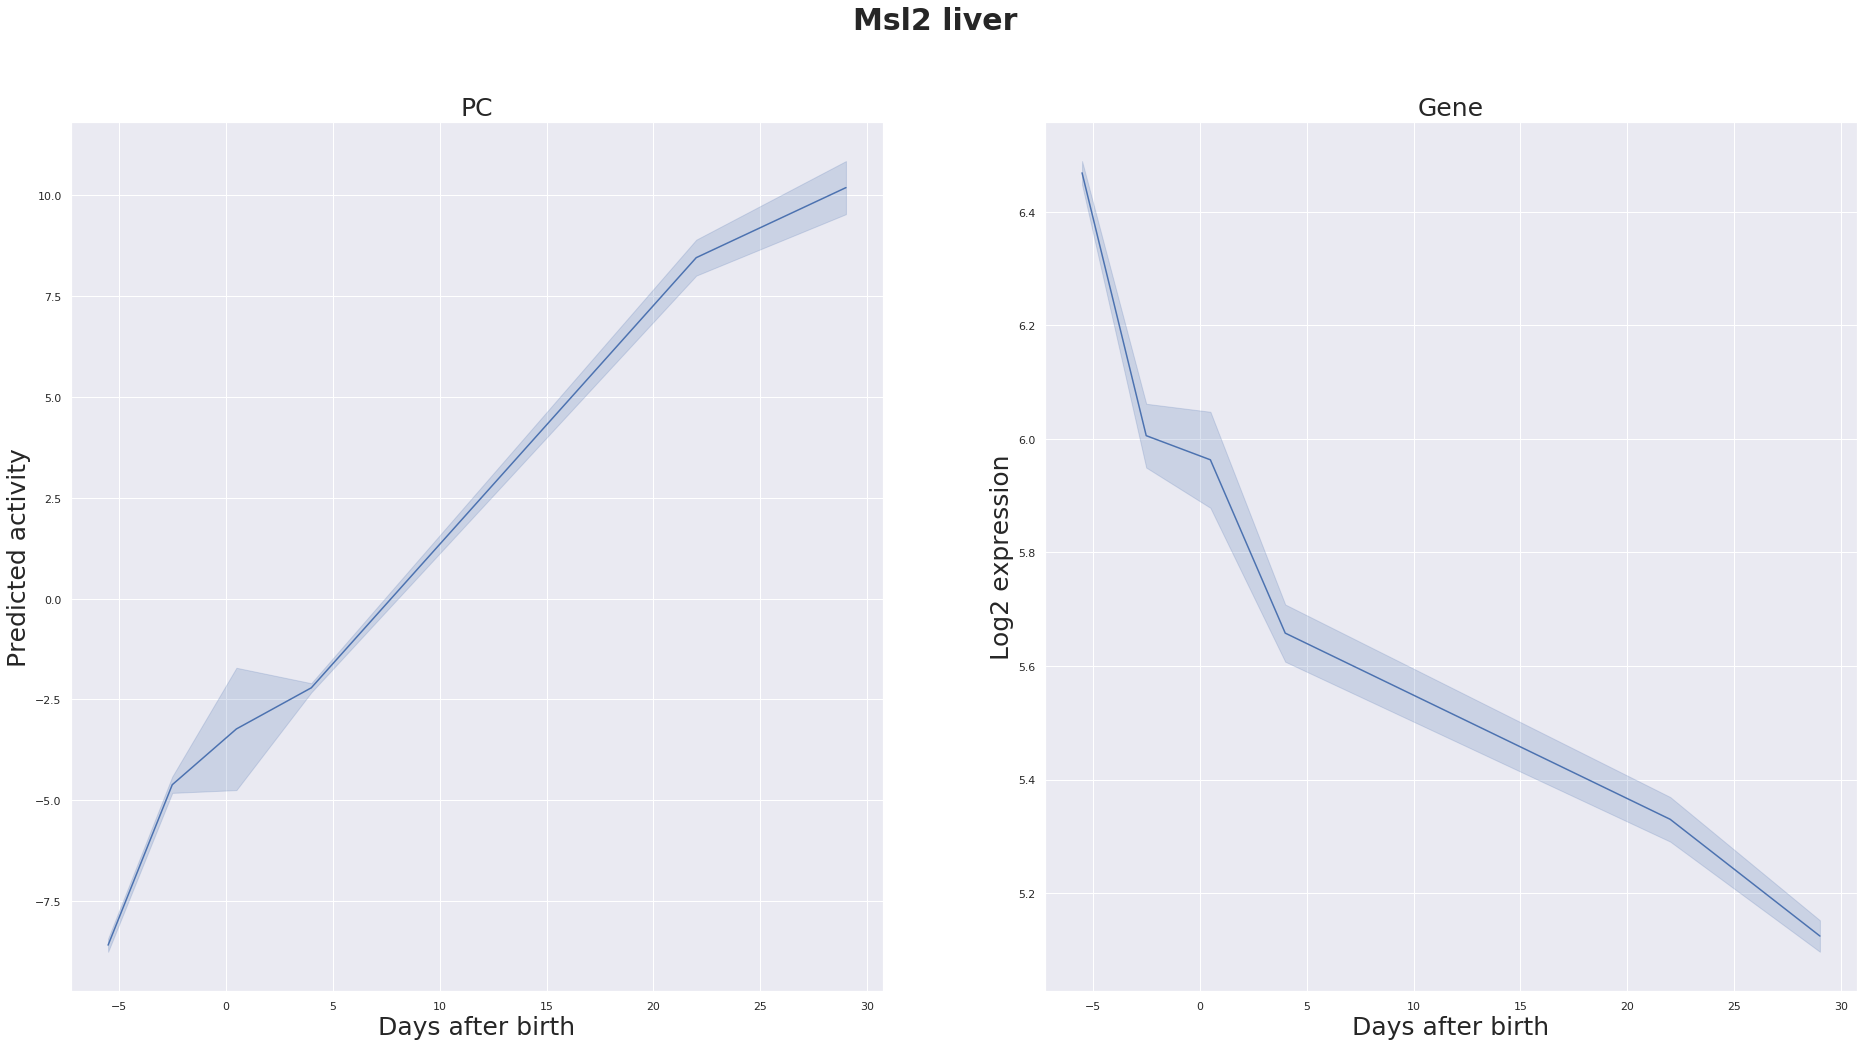 Msl2 liver
PC
Predicted activity
10.0
7.5
5.0
2.5
0.0
−2.5
−5.0
−7.5
−5 0 5 10 15 20 25 30
Days after birth
Gene
Log2 expression
6.4
6.2
6.0
5.8
5.6
5.4
5.2
−5 0 5 10 15 20 25 30
Days after birth